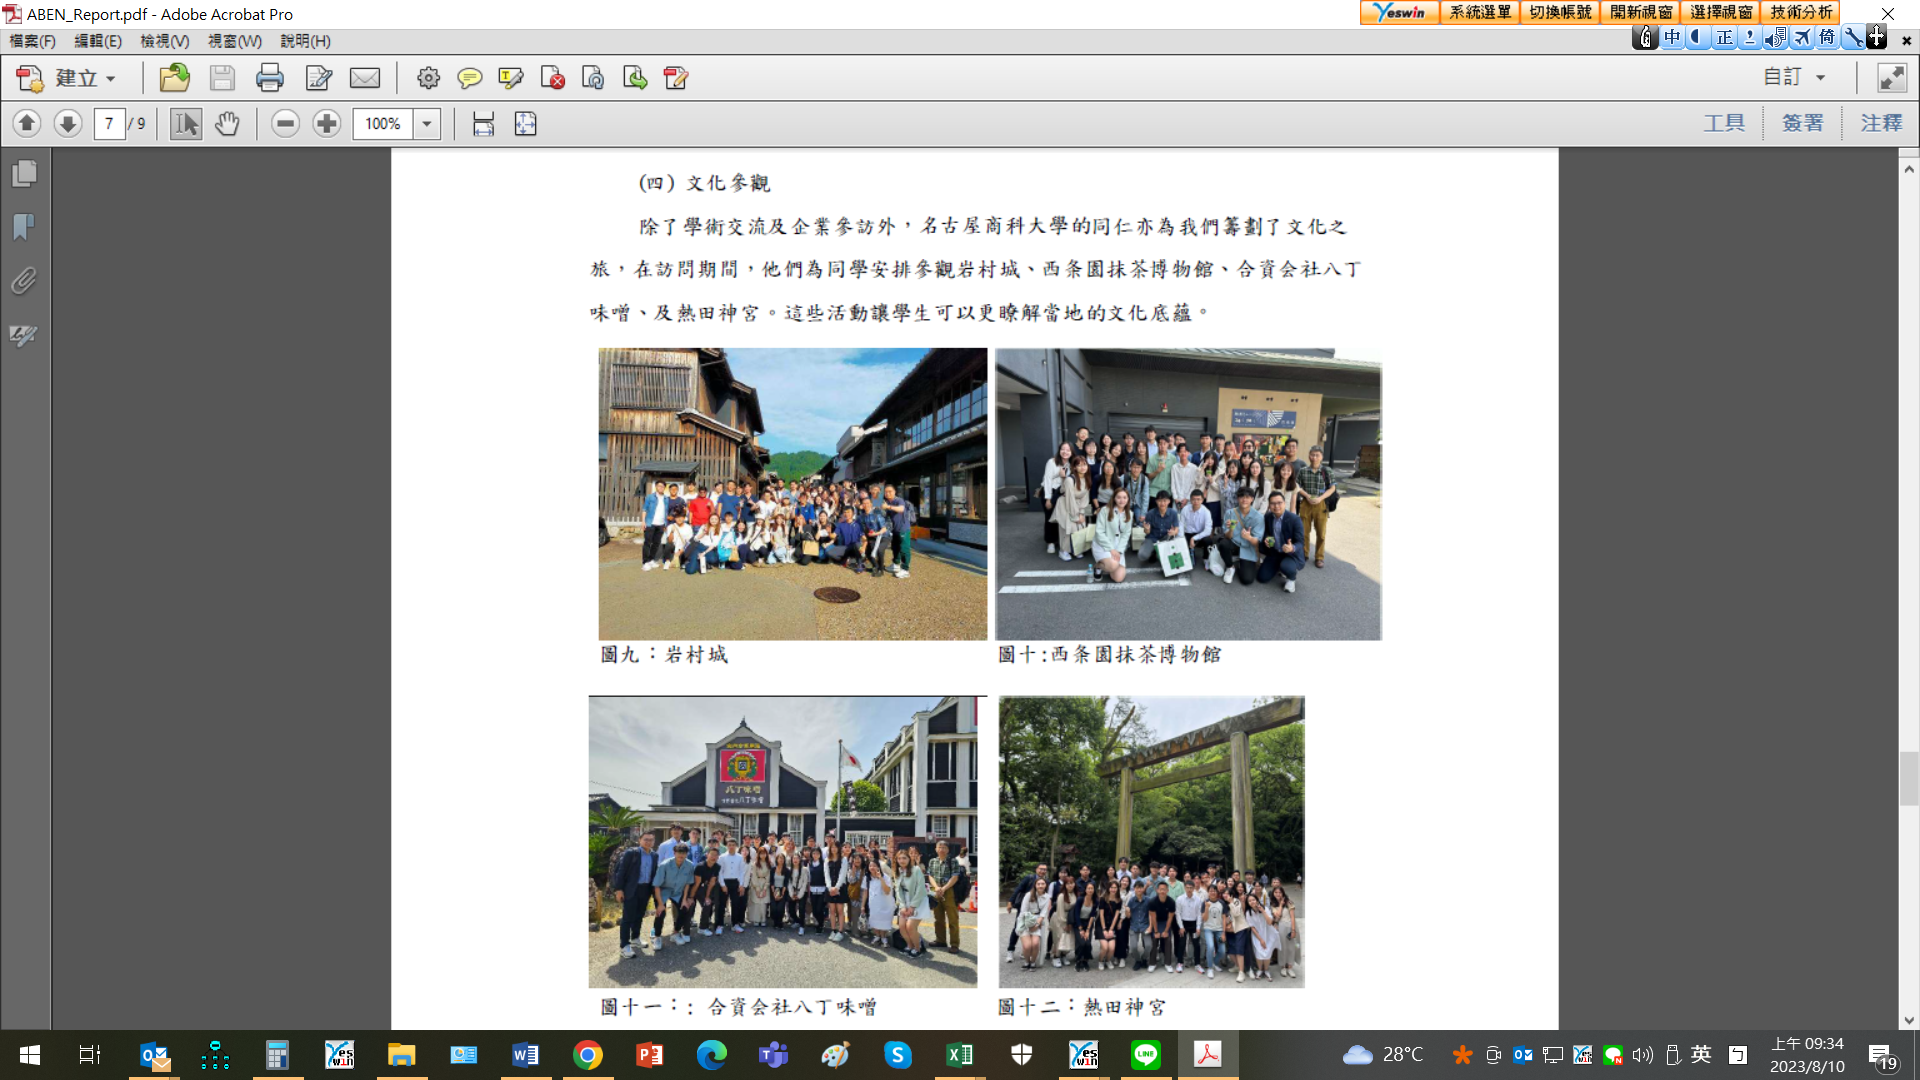 ABEN_Report.pdf - Adobe Acrobat Pro
Yeswin 系統選單 切換帳號 開新視窗 選擇視窗 技術分析
檔案(F) 編輯(E) 檢視(V) 視窗(W) 說明(H)
中 正 倚
建立
自訂
7 / 9
100%
工具 簽署 注釋
(四) 文化參觀
除了學術交流及企業參訪外，名古屋商科大學的同仁亦為我們籌劃了文化之
旅，在訪問期間，他們為同學安排參觀岩村城、西条園抹茶博物館、合資会社八丁
味噌、及熱田神宮。這些活動讓學生可以更瞭解當地的文化底蘊。
圖九：岩村城
圖十:西条園抹茶博物館
八丁味噌
圖十一：: 合資会社八丁味噌
圖十二：熱田神宮
28°C
英
上午 09:34
2023/8/10
19